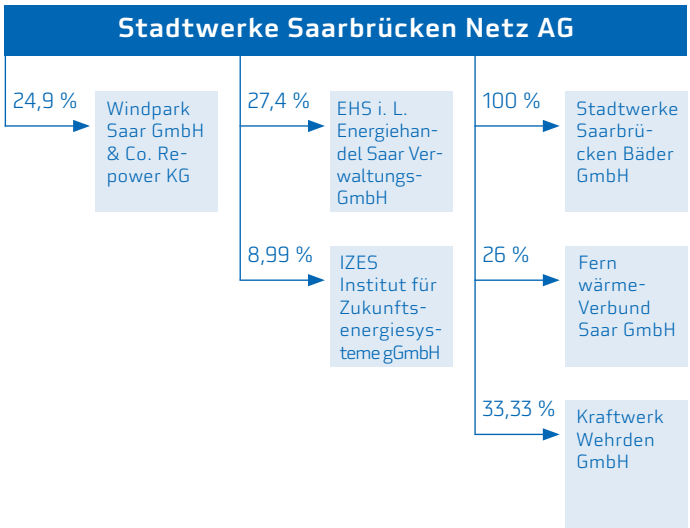 Stadtwerke Saarbrücken Netz AG
24,9 %
Windpark
Saar GmbH
& Co. Re-
power KG
27,4 %
EHS i. L.
Energiehan-
del Saar Ver-
waltungs-
GmbH
8,99 %
IZES
Institut für
Zukunfts-
energiesys-
teme gGmbH
100 %
Stadtwerke
Saarbrü-
cken Bäder
GmbH
26 %
Fern
wärme-
Verbund
Saar GmbH
33,33 %
Kraftwerk
Wehrden
GmbH